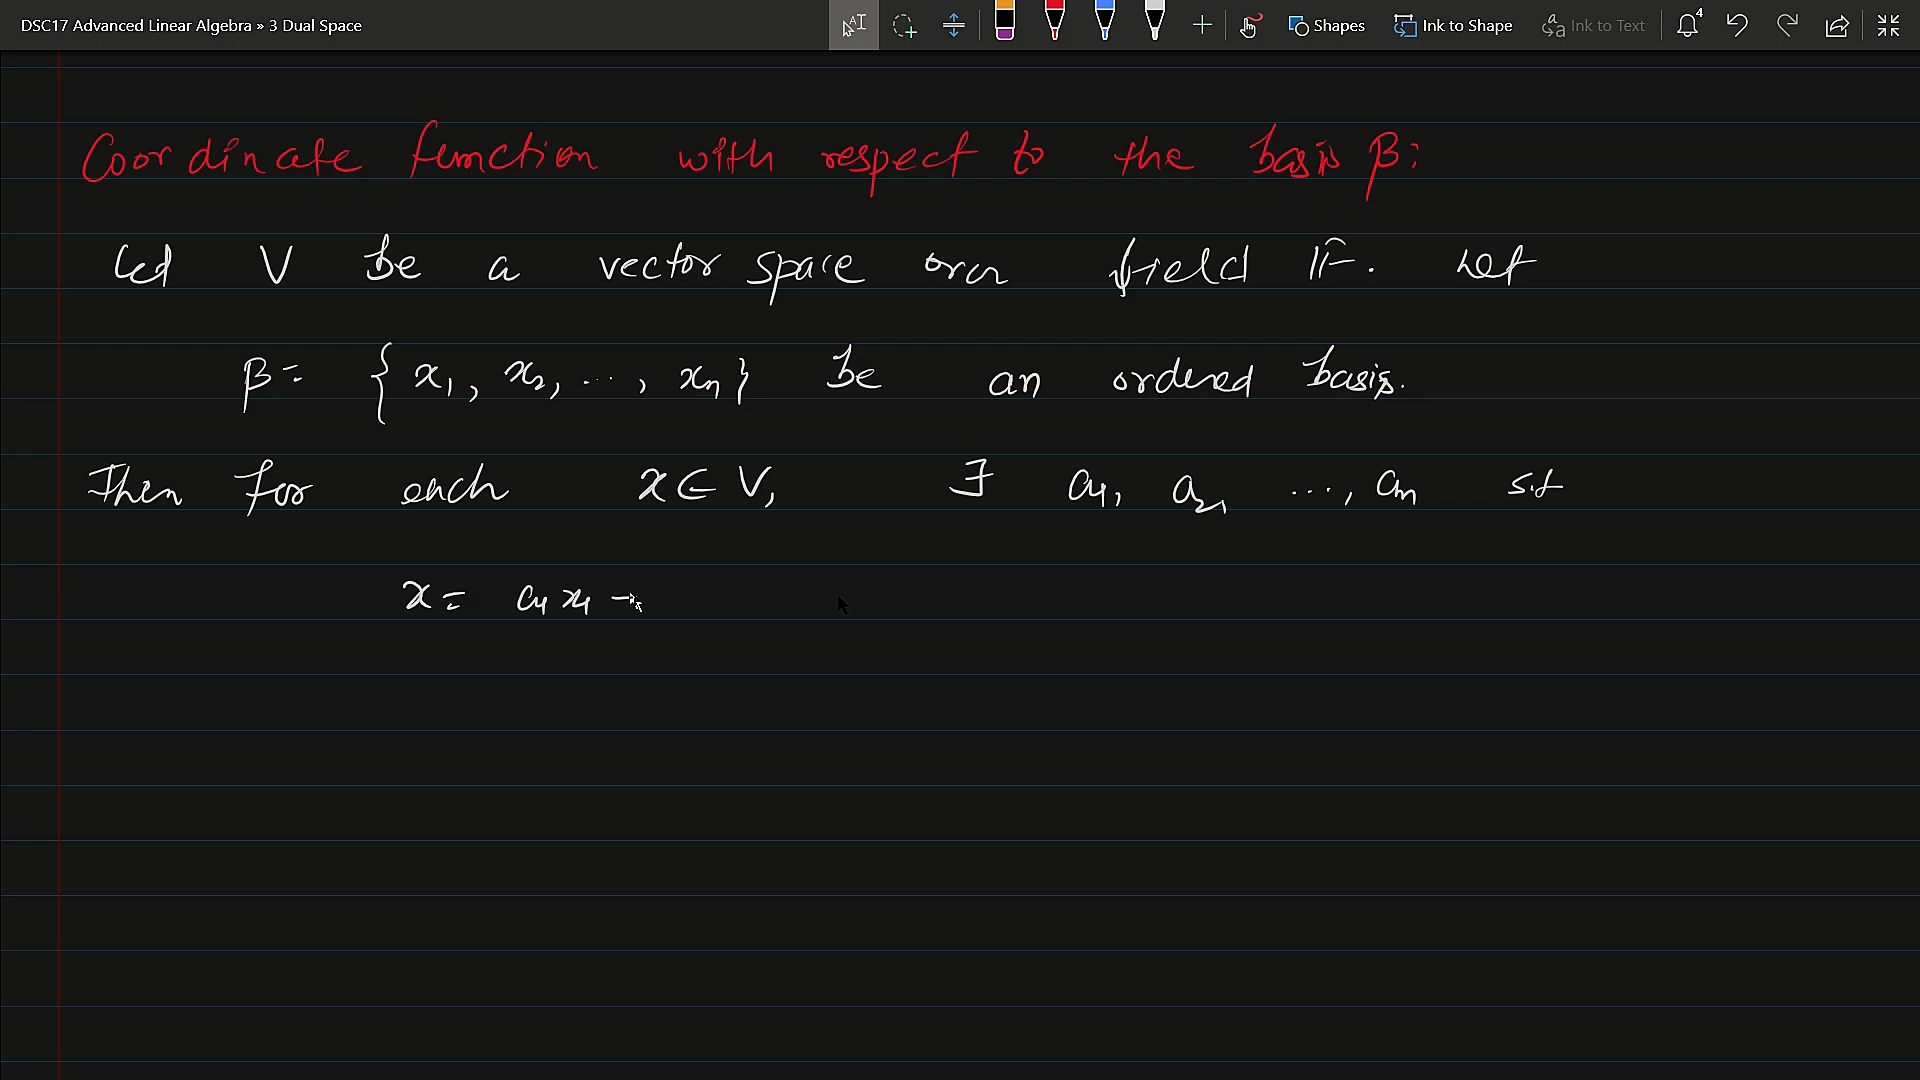 DSC17 Advanced Linear Algebra » 3 Dual Space Shapes Ink to Shape Ink to Text 4
Coordinate function with respect to the basis β:
Let V be a vector space over field F. Let
β = {x₁, x₂, ..., xₙ} be an ordered basis.
Then for each x ∈ V, ∃ a₁, a₂, ..., aₙ s.t
x = a₁x₁ -